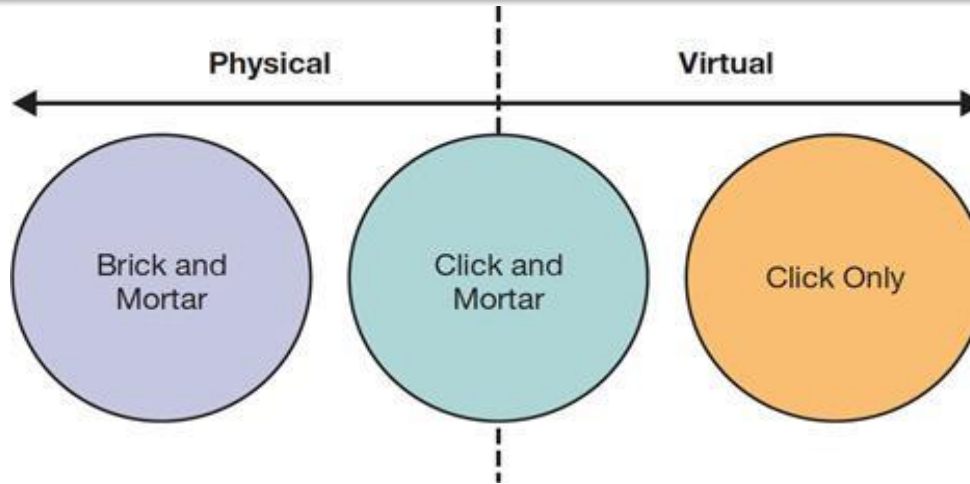 Physical
Virtual
Brick and
Mortar
Click and
Mortar
Click Only